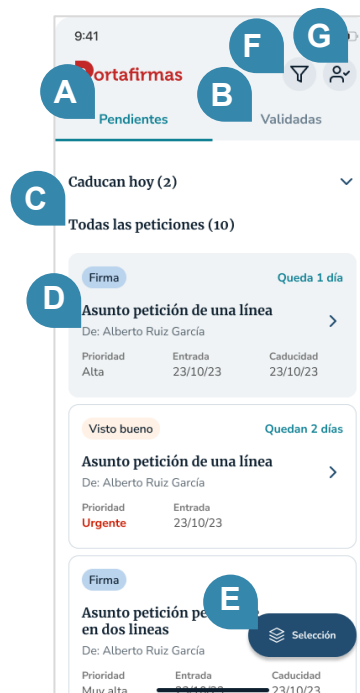 9:41
F
G
Portafirmas
A
B
Pendientes
Validadas
Caducan hoy (2)
C
Todas las peticiones (10)
Firma
Queda 1 día
D
Asunto petición de una línea
De: Alberto Ruiz García
Prioridad Entrada Caducidad
Alta 23/10/23 23/10/23
Visto bueno
Quedan 2 días
Asunto petición de una línea
De: Alberto Ruiz García
Prioridad Entrada
Urgente 23/10/23
Firma
E
Asunto petición
en dos lineas
Selección
De: Alberto Ruiz García
Prioridad Entrada Caducidad
Muy alta 23/10/23